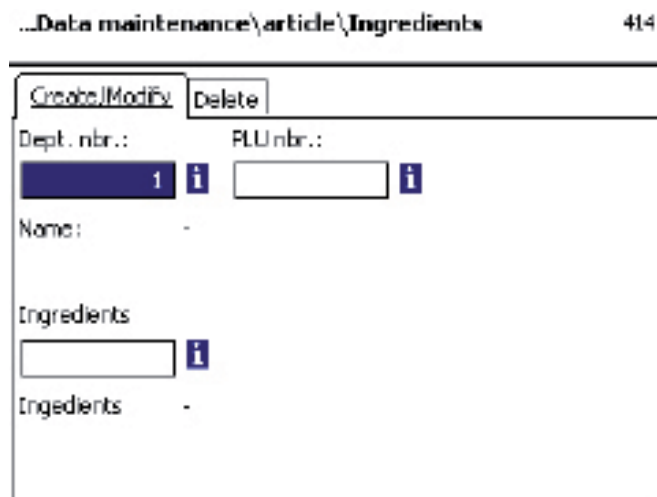 ...Data maintenance\article\Ingredients 414
Create/Modify Delete
Dept. nbr.: PLU nbr.:
1 i i
Name: -
Ingredients
i
Ingedients -